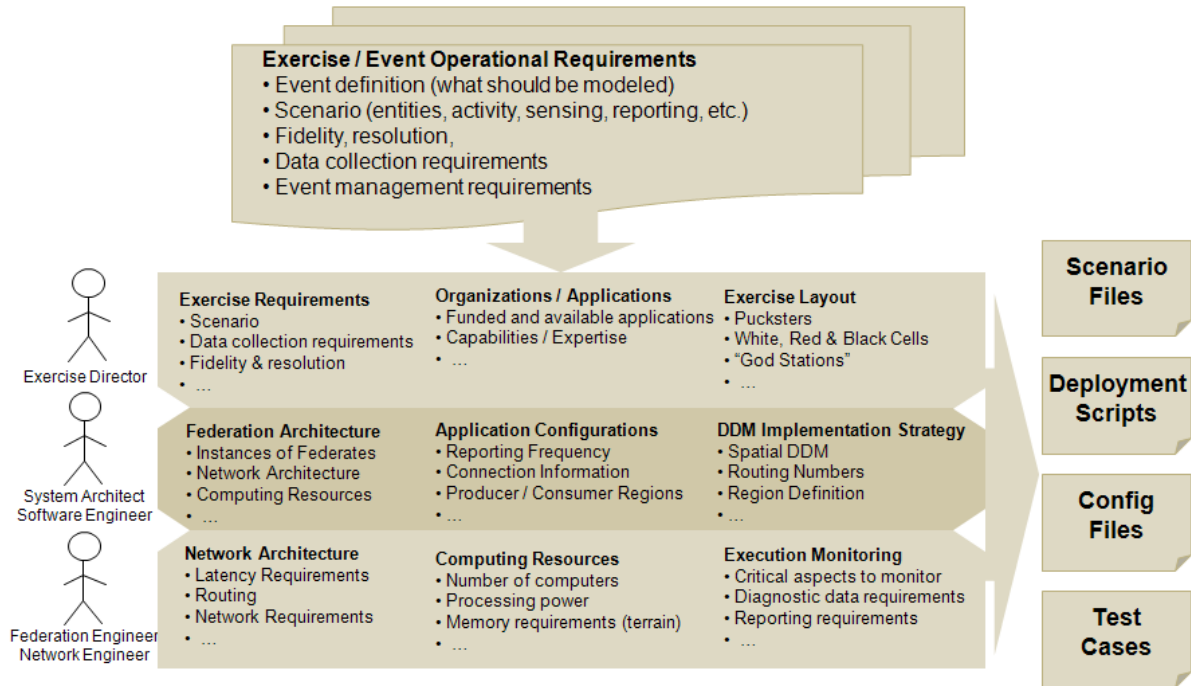 Exercise / Event Operational Requirements
• Event definition (what should be modeled)
• Scenario (entities, activity, sensing, reporting, etc.)
• Fidelity, resolution,
• Data collection requirements
• Event management requirements
Exercise Director
Exercise Requirements
• Scenario
• Data collection requirements
• Fidelity & resolution
• ...
Organizations / Applications
• Funded and available applications
• Capabilities / Expertise
• ...
Exercise Layout
• Pucksters
• White, Red & Black Cells
• “God Stations”
• ...
System Architect
Software Engineer
Federation Architecture
• Instances of Federates
• Network Architecture
• Computing Resources
• ...
Application Configurations
• Reporting Frequency
• Connection Information
• Producer / Consumer Regions
• ...
DDM Implementation Strategy
• Spatial DDM
• Routing Numbers
• Region Definition
• ...
Federation Engineer
Network Engineer
Network Architecture
• Latency Requirements
• Routing
• Network Requirements
• ...
Computing Resources
• Number of computers
• Processing power
• Memory requirements (terrain)
• ...
Execution Monitoring
• Critical aspects to monitor
• Diagnostic data requirements
• Reporting requirements
• ...
Scenario
Files
Deployment
Scripts
Config
Files
Test
Cases